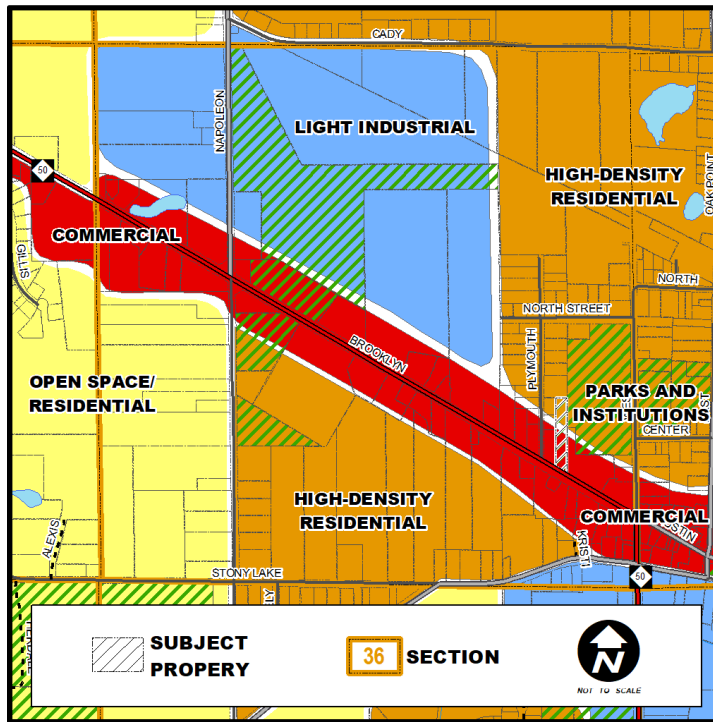 CADY
NAPOLEON
LIGHT INDUSTRIAL
HIGH-DENSITY
RESIDENTIAL
OAK POINT
50
COMMERCIAL
GILLIS
NORTH
NORTH STREET
BROOKLYN
PLYMOUTH
OPEN SPACE/
RESIDENTIAL
PARKS AND
INSTITUTIONS
CENTER
HIGH-DENSITY
RESIDENTIAL
COMMERCIAL
KRISTI
ALEXIS
STONY LAKE
50
SUBJECT
PROPERY
36
SECTION
N
NOT TO SCALE